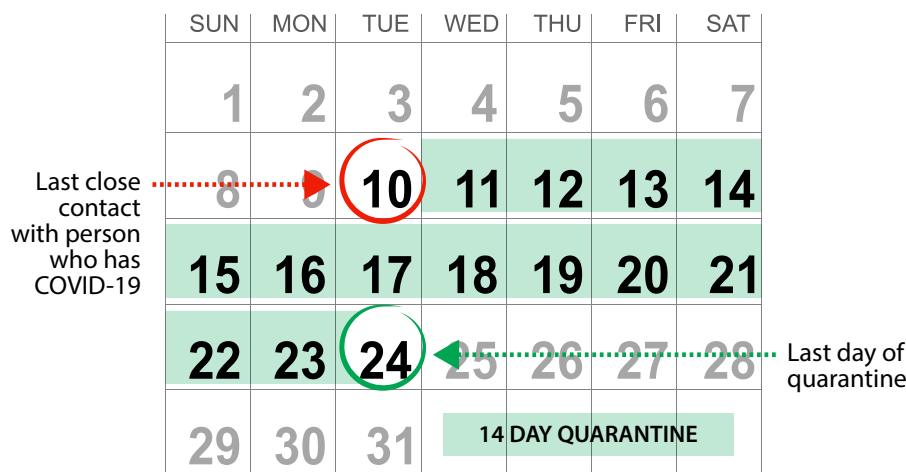 SUN MON TUE WED THU FRI SAT
1 2 3 4 5 6 7
8 9 10 11 12 13 14
15 16 17 18 19 20 21
22 23 24 25 26 27 28
29 30 31
Last close
contact
with person
who has
COVID-19
Last day of
quarantine
14 DAY QUARANTINE